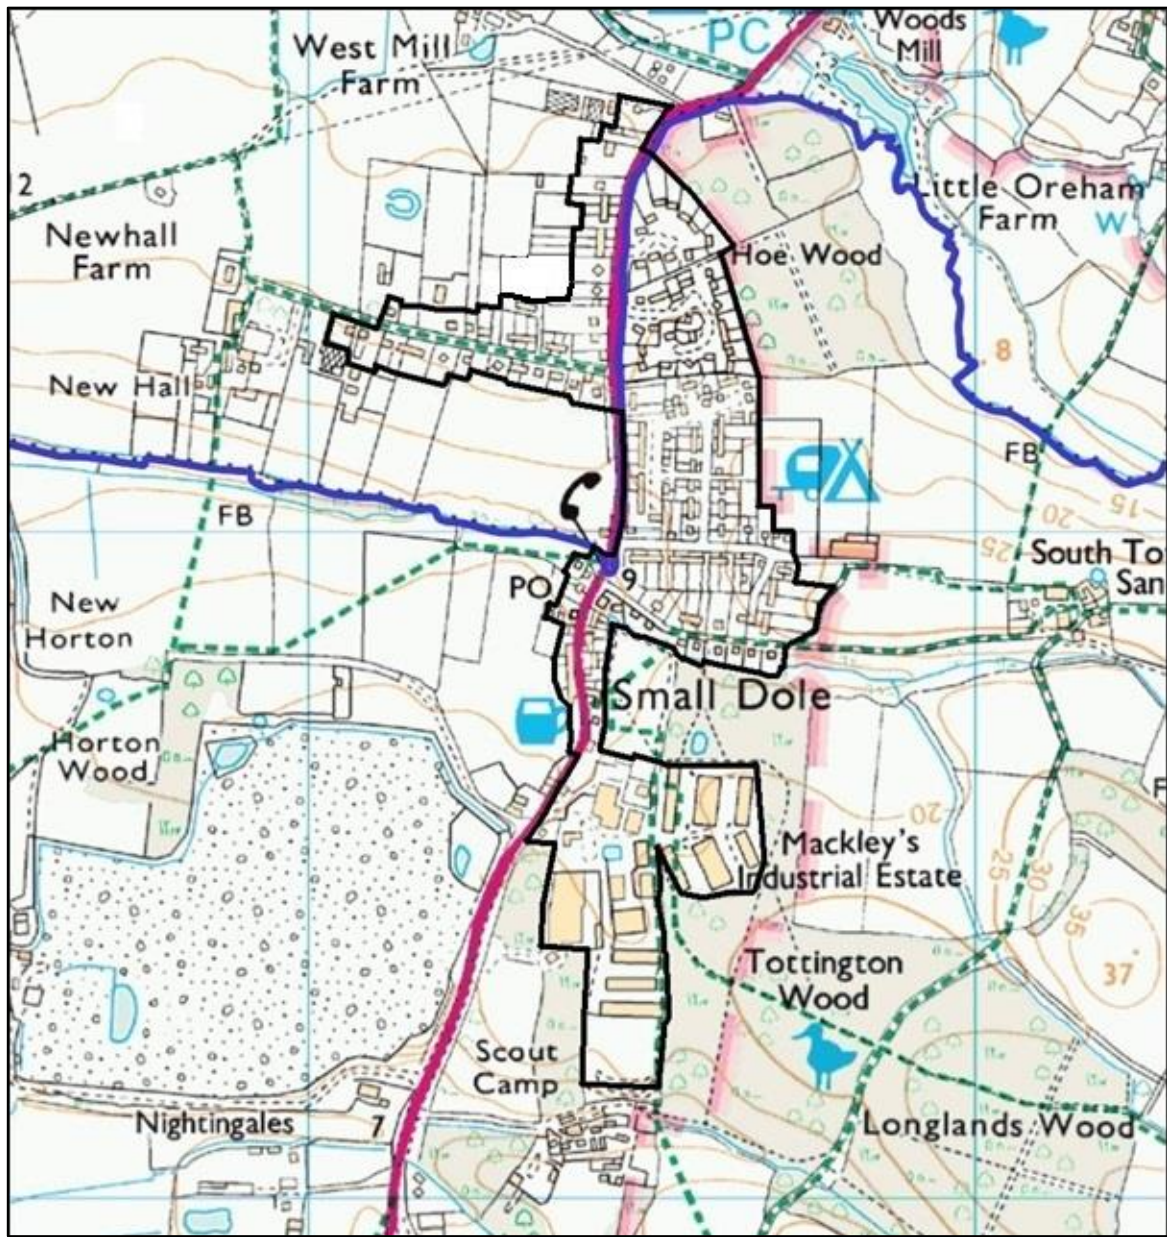 Woods
Mill
PC
West Mill
Farm
2
Little Oreham
Farm
W
Newhall
Farm
Hoe Wood
8
New Hall
FB
15
20
FB
25
South To
San
PO
9
New
Horton
Small Dole
Horton
Wood
F
20
Mackley's
Industrial Estate
25
30
35
37
Tottington
Wood
Scout
Camp
Nightingales
7
Longlands Wood